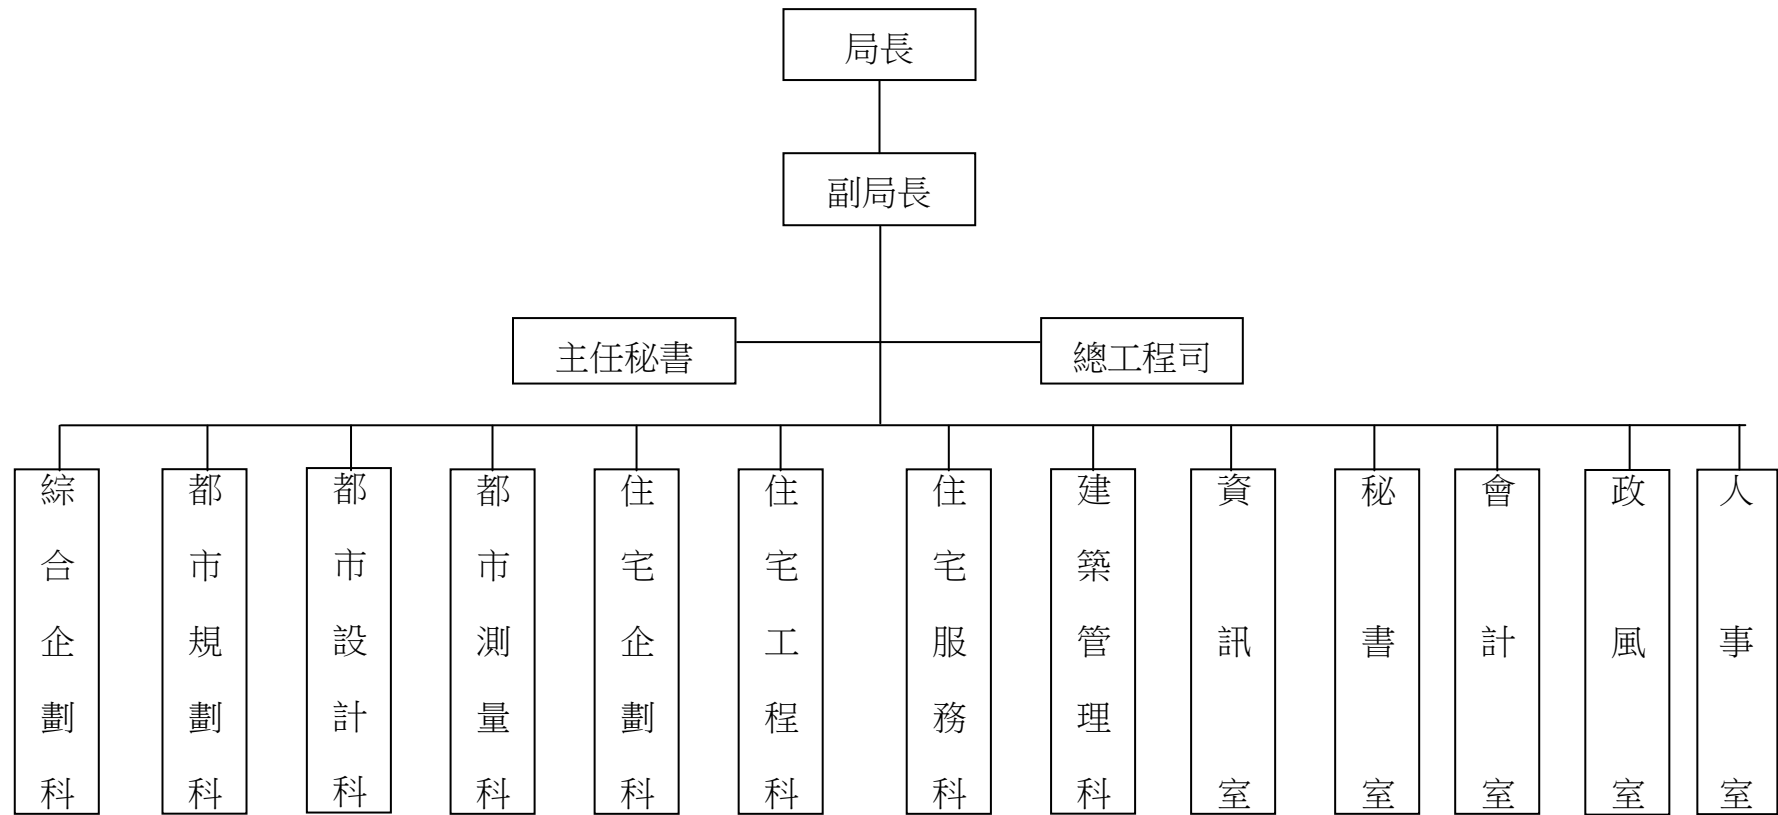 局長
副局長
主任秘書
總工程司
綜合企劃科
都市規劃科
都市設計科
都市測量科
住宅企劃科
住宅工程科
住宅服務科
建築管理科
資訊室
秘書室
會計室
政風室
人事室